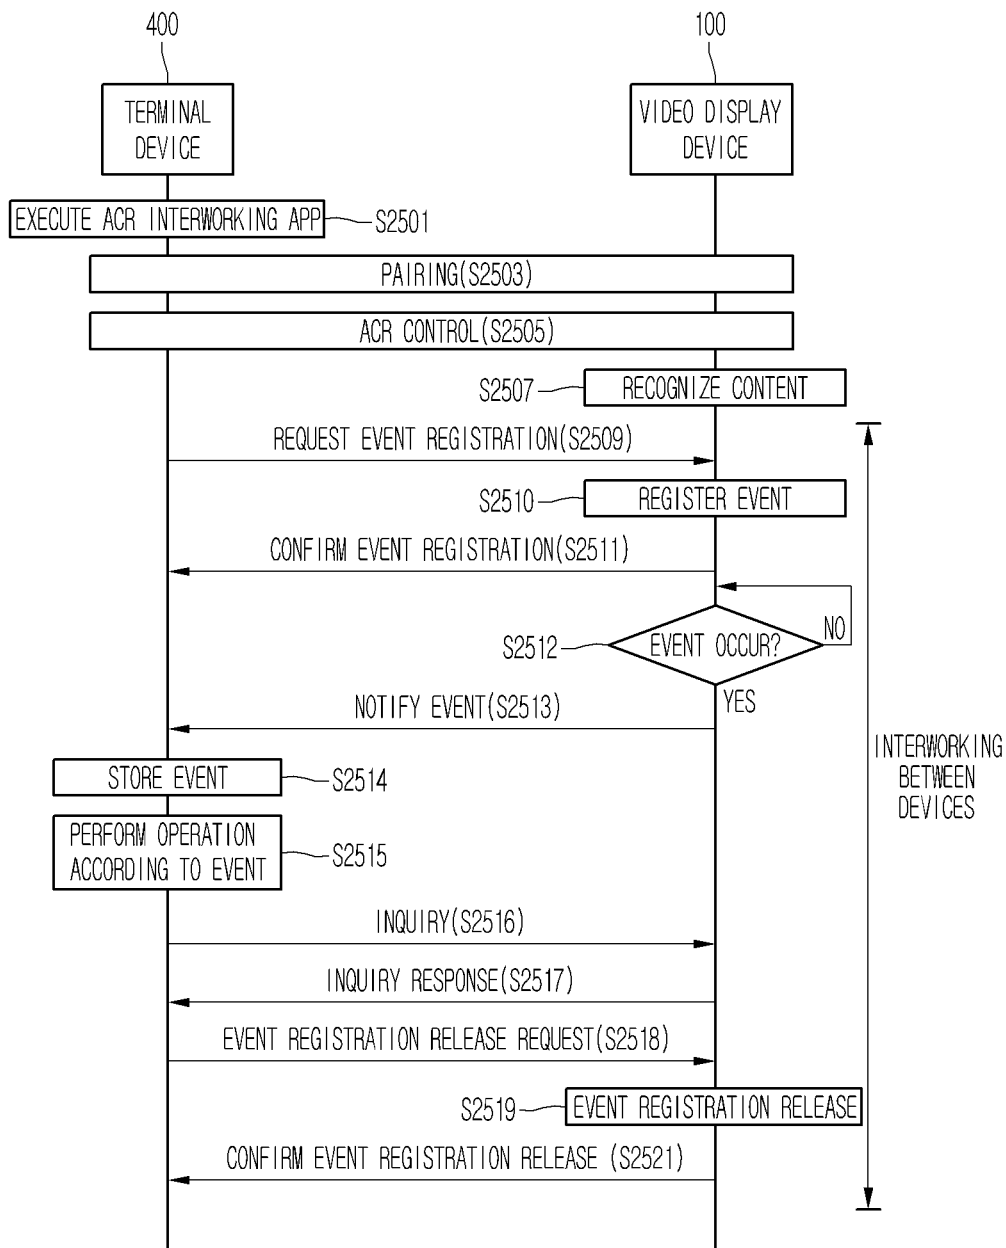 400
100
TERMINAL
DEVICE
VIDEO DISPLAY
DEVICE
EXECUTE ACR INTERWORKING APP
S2501
PAIRING(S2503)
ACR CONTROL(S2505)
S2507
RECOGNIZE CONTENT
REQUEST EVENT REGISTRATION(S2509)
S2510
REGISTER EVENT
CONFIRM EVENT REGISTRATION(S2511)
S2512
EVENT OCCUR?
NO
YES
NOTIFY EVENT(S2513)
INTERWORKING
BETWEEN
DEVICES
STORE EVENT
S2514
PERFORM OPERATION
ACCORDING TO EVENT
S2515
INQUIRY(S2516)
INQUIRY RESPONSE(S2517)
EVENT REGISTRATION RELEASE REQUEST(S2518)
S2519
EVENT REGISTRATION RELEASE
CONFIRM EVENT REGISTRATION RELEASE (S2521)